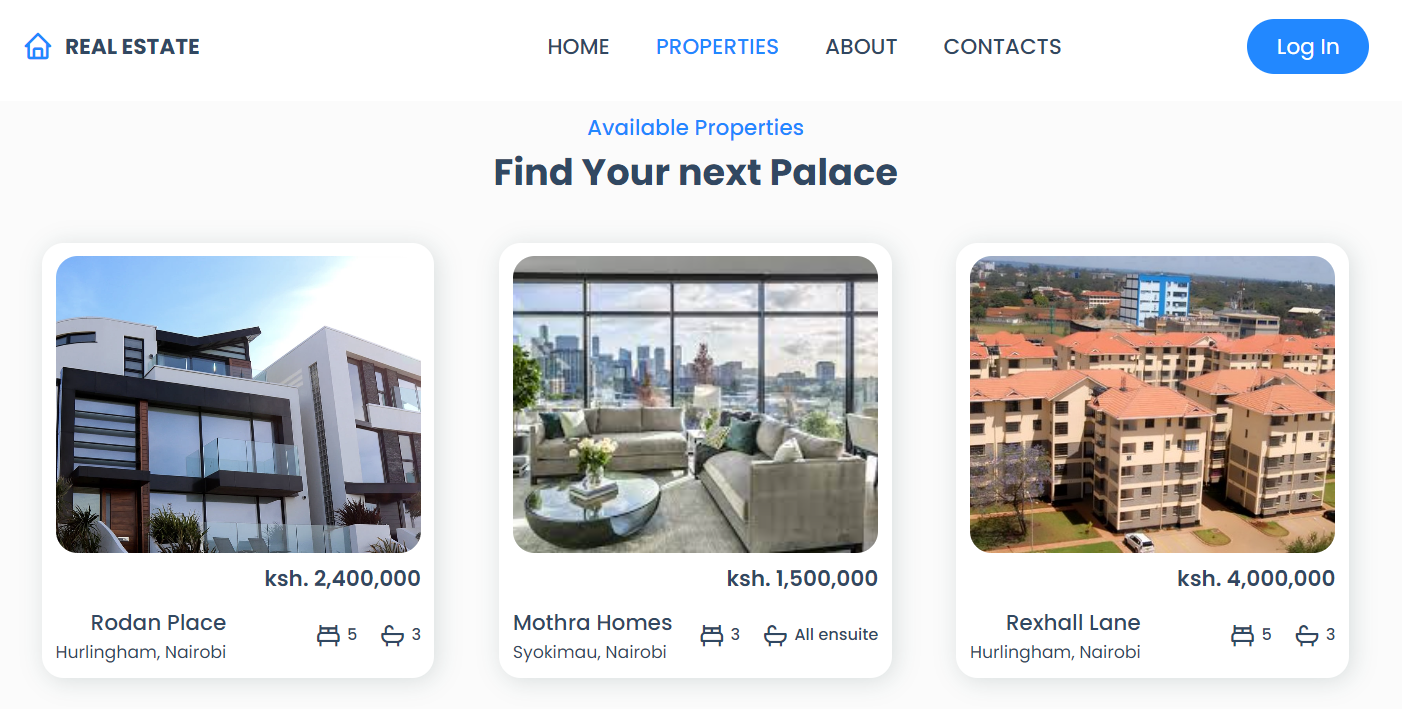 REAL ESTATE
HOME
PROPERTIES
ABOUT
CONTACTS
Log In
Available Properties
Find Your next Palace
ksh. 2,400,000
Rodan Place
Hurlingham, Nairobi
5
3
ksh. 1,500,000
Mothra Homes
Syokimau, Nairobi
3
All ensuite
ksh. 4,000,000
Rexhall Lane
Hurlingham, Nairobi
5
3